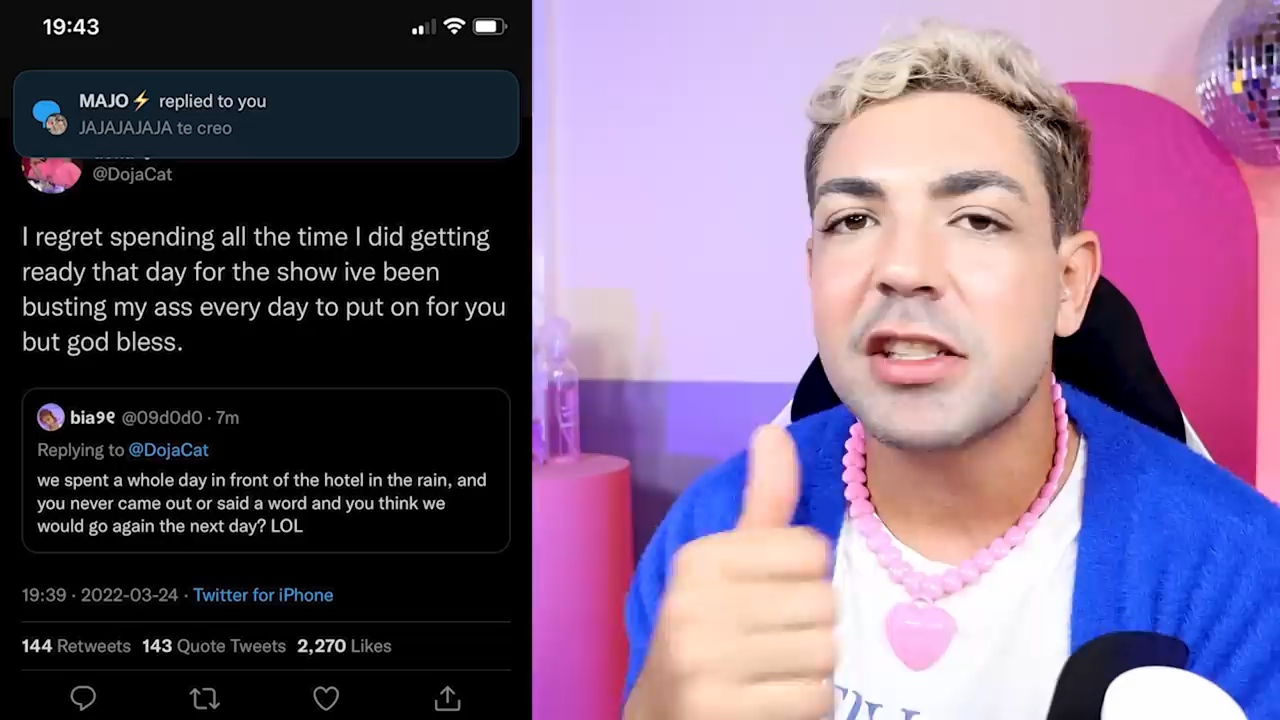 19:43
MAJO⚡ replied to you
JAJAJAJAJA te creo
@DojaCat
I regret spending all the time I did getting
ready that day for the show ive been
busting my ass every day to put on for you
but god bless.
bia9e @09d0d0 · 7m
Replying to @DojaCat
we spent a whole day in front of the hotel in the rain, and
you never came out or said a word and you think we
would go again the next day? LOL
19:39 · 2022-03-24 · Twitter for iPhone
144 Retweets 143 Quote Tweets 2,270 Likes